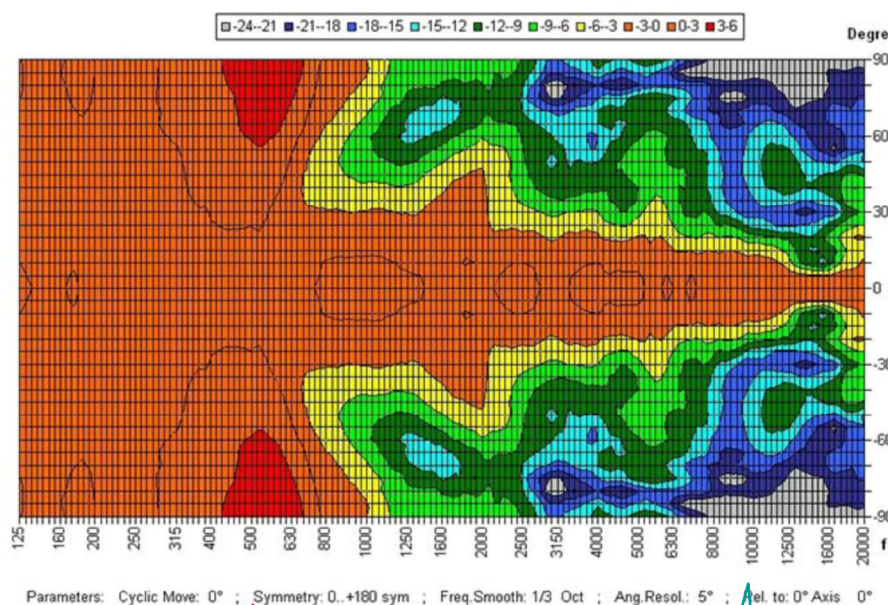 -24--21 -21--18 -18--15 -15--12 -12--9 -9--6 -6--3 -3-0 0-3 3-6
Degre
90
60
30
0
-30
-60
-90
125 160 200 250 315 400 500 630 800 1000 1250 1600 2000 2500 3150 4000 5000 6300 8000 10000 12500 16000 20000
f
Parameters: Cyclic Move: 0° ; Symmetry: 0..+180 sym ; Freq.Smooth: 1/3 Oct ; Ang.Resol.: 5° ; Rel. to: 0° Axis 0°